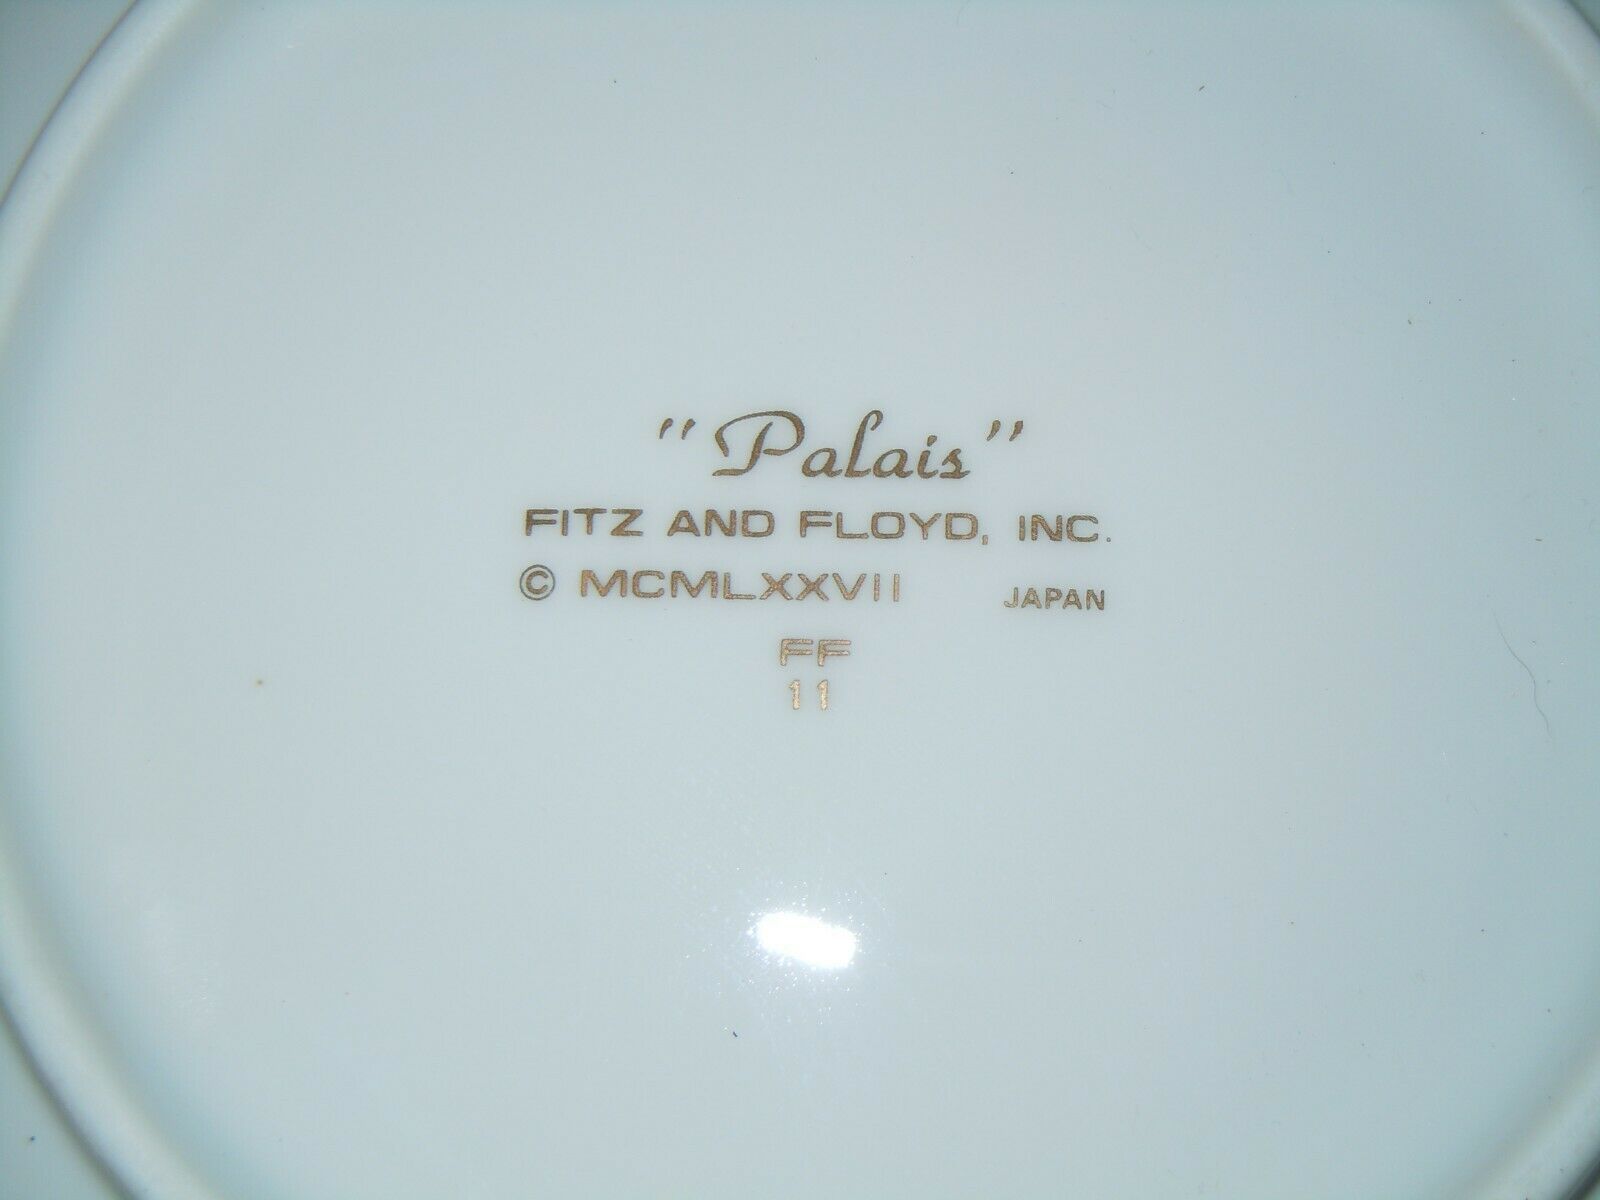 "Palais"
FITZ AND FLOYD, INC.
© MCMLXXVII JAPAN
FF
11